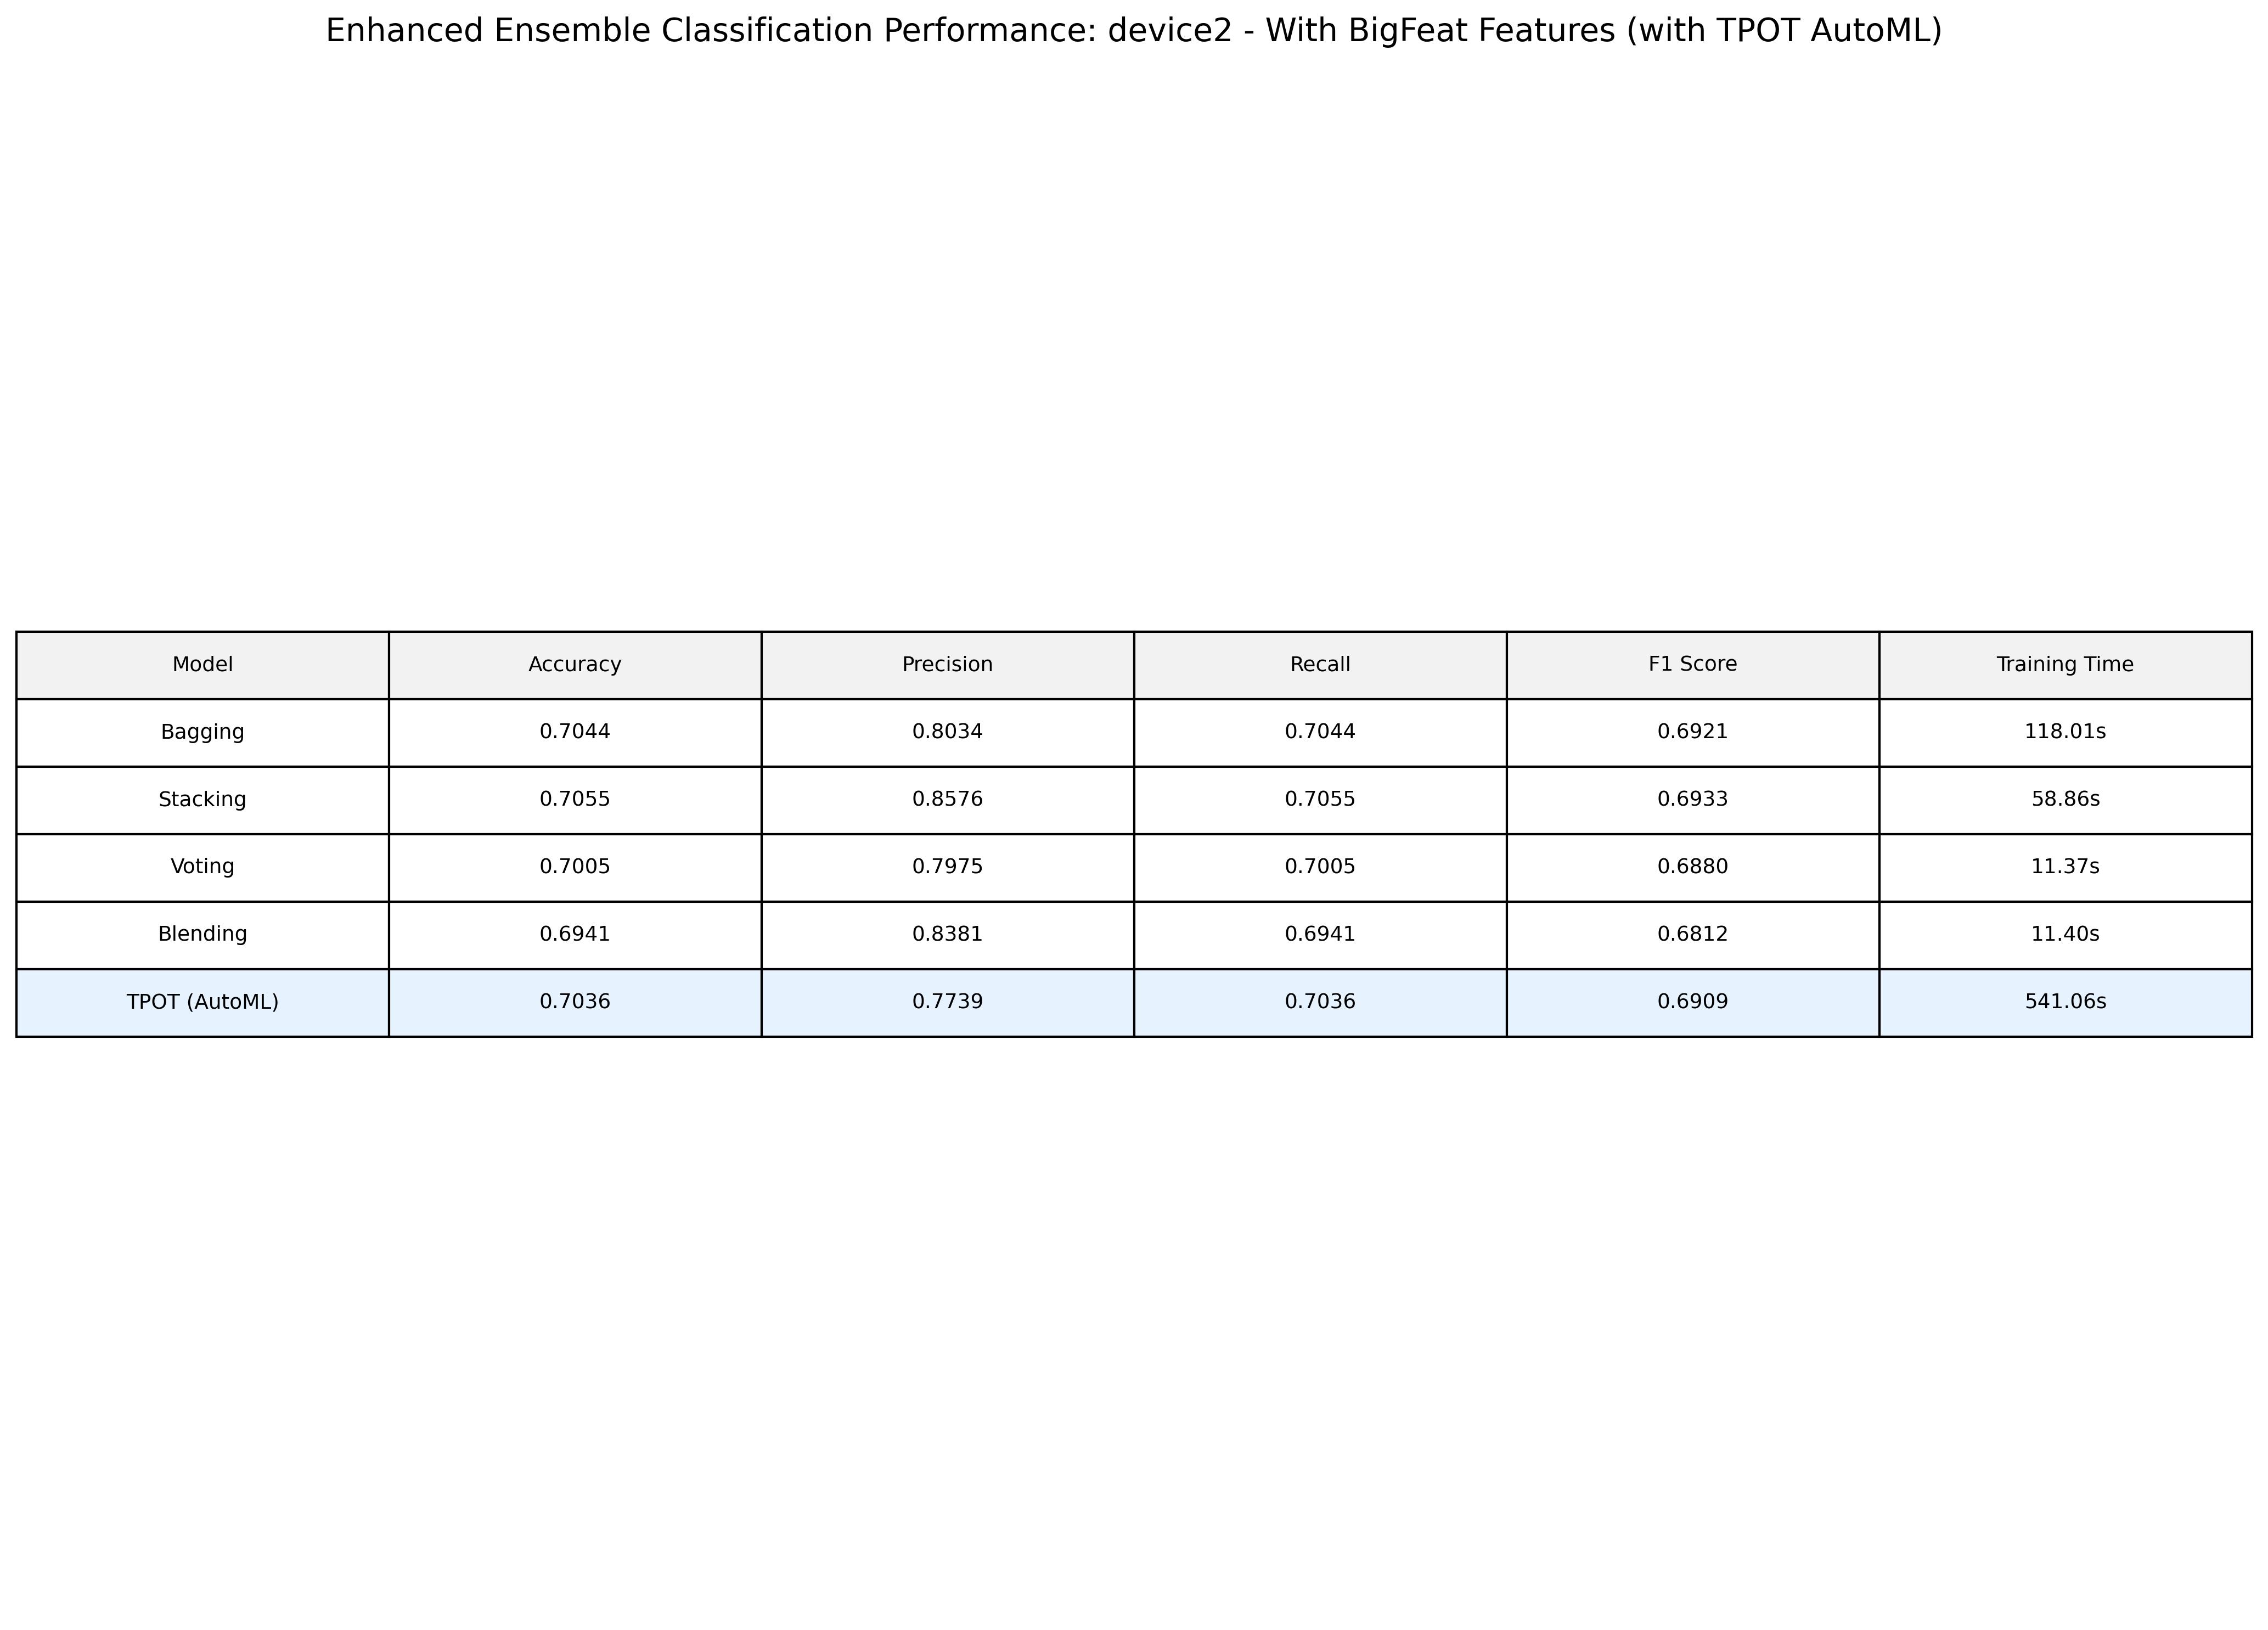 Enhanced Ensemble Classification Performance: device2 - With BigFeat Features (with TPOT AutoML)
Model Accuracy Precision Recall F1 Score Training Time
Bagging 0.7044 0.8034 0.7044 0.6921 118.01s
Stacking 0.7055 0.8576 0.7055 0.6933 58.86s
Voting 0.7005 0.7975 0.7005 0.6880 11.37s
Blending 0.6941 0.8381 0.6941 0.6812 11.40s
TPOT (AutoML) 0.7036 0.7739 0.7036 0.6909 541.06s